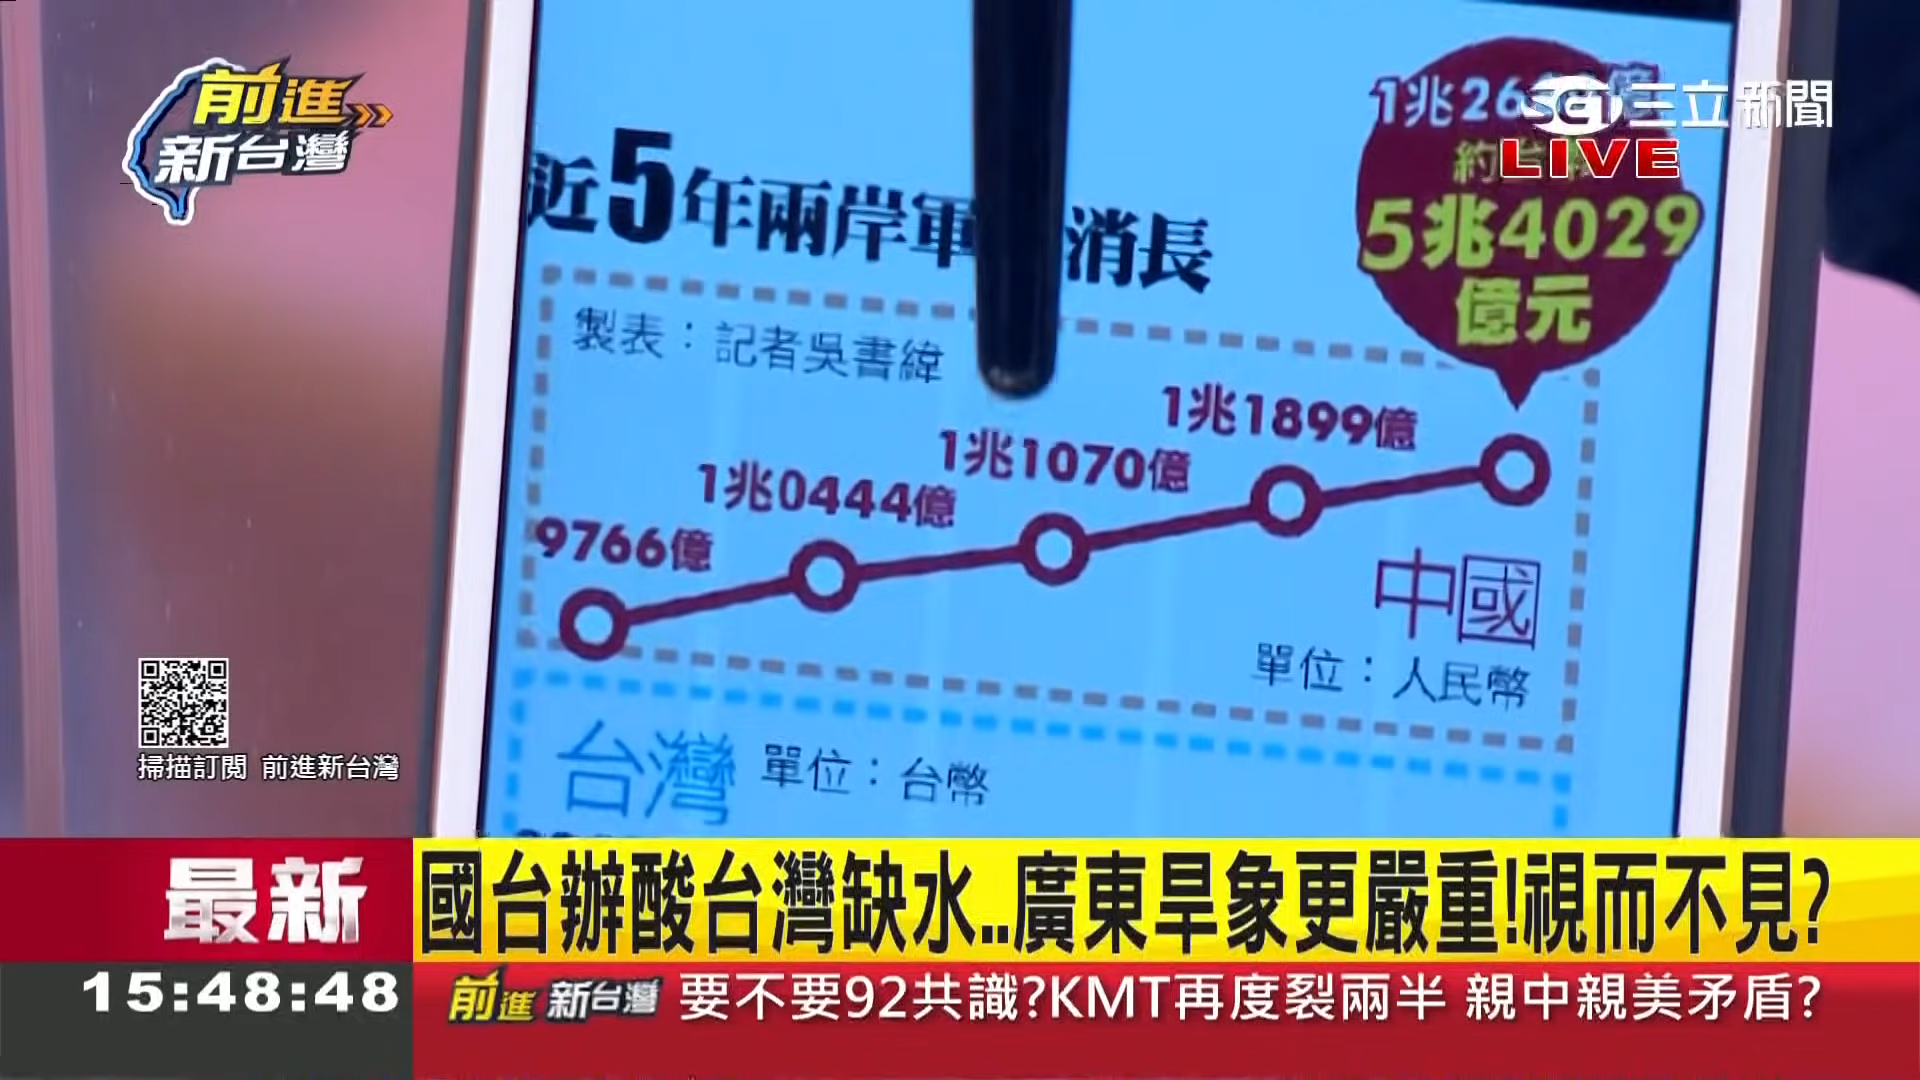 前進
新台灣
三立新聞
LIVE
近5年兩岸軍 消長
約
5兆4029
億元
製表：記者吳書緯
1兆1899億
1兆1070億
1兆0444億
9766億
中國
單位：人民幣
台灣 單位：台幣
掃描訂閱 前進新台灣
最新
國台辦酸台灣缺水..廣東旱象更嚴重!視而不見?
15:48:48
前進新台灣 要不要92共識?KMT再度裂兩半 親中親美矛盾?